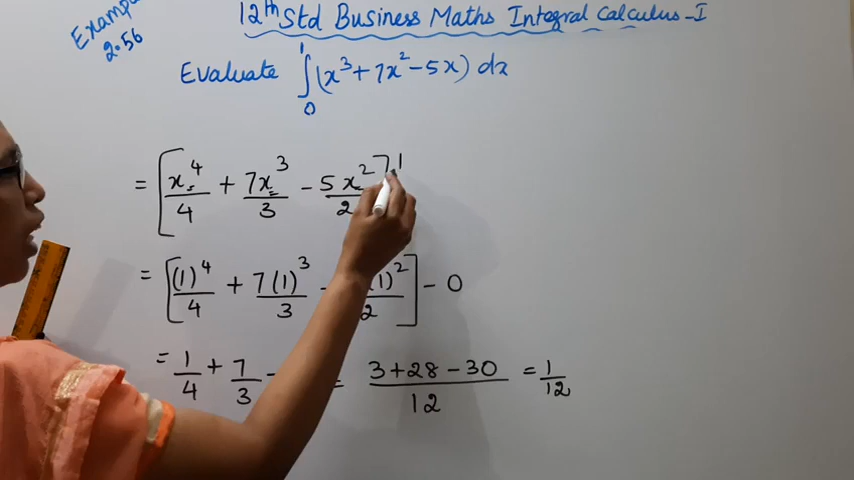 12th Std Business Maths Integral Calculus -I
2.56
Evaluate ∫₀¹ (x³ + 7x² - 5x) dx
= [x⁴/4 + 7x³/3 - 5x²/2]¹
= [(1)⁴/4 + 7(1)³/3 - (1)²/2] - 0
= 1/4 + 7/3 - = 3+28-30/12 = 1/12